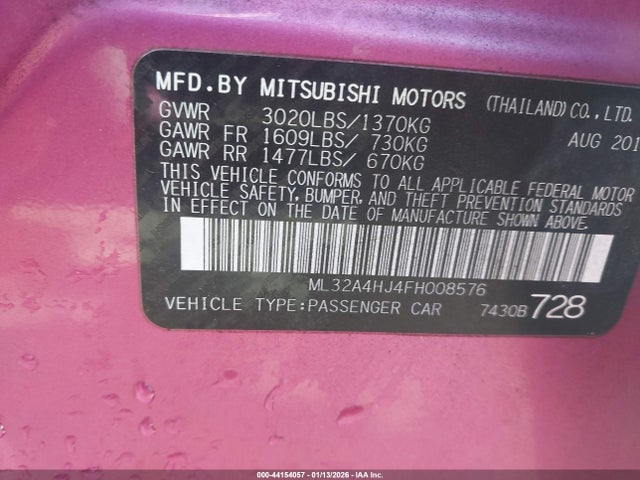 MFD.BY MITSUBISHI MOTORS (THAILAND)CO.,LTD.
GVWR 3020LBS/1370KG
GAWR FR 1609LBS/ 730KG AUG 201
GAWR RR 1477LBS/ 670KG
THIS VEHICLE CONFORMS TO ALL APPLICABLE FEDERAL MOTOR
VEHICLE SAFETY, BUMPER, AND THEFT PREVENTION STANDARDS
IN EFFECT ON THE DATE OF MANUFACTURE SHOWN ABOVE.
ML32A4HJ4FH008576
VEHICLE TYPE:PASSENGER CAR 7430B 728
000-44154057 - 01/13/2026 - IAA Inc.